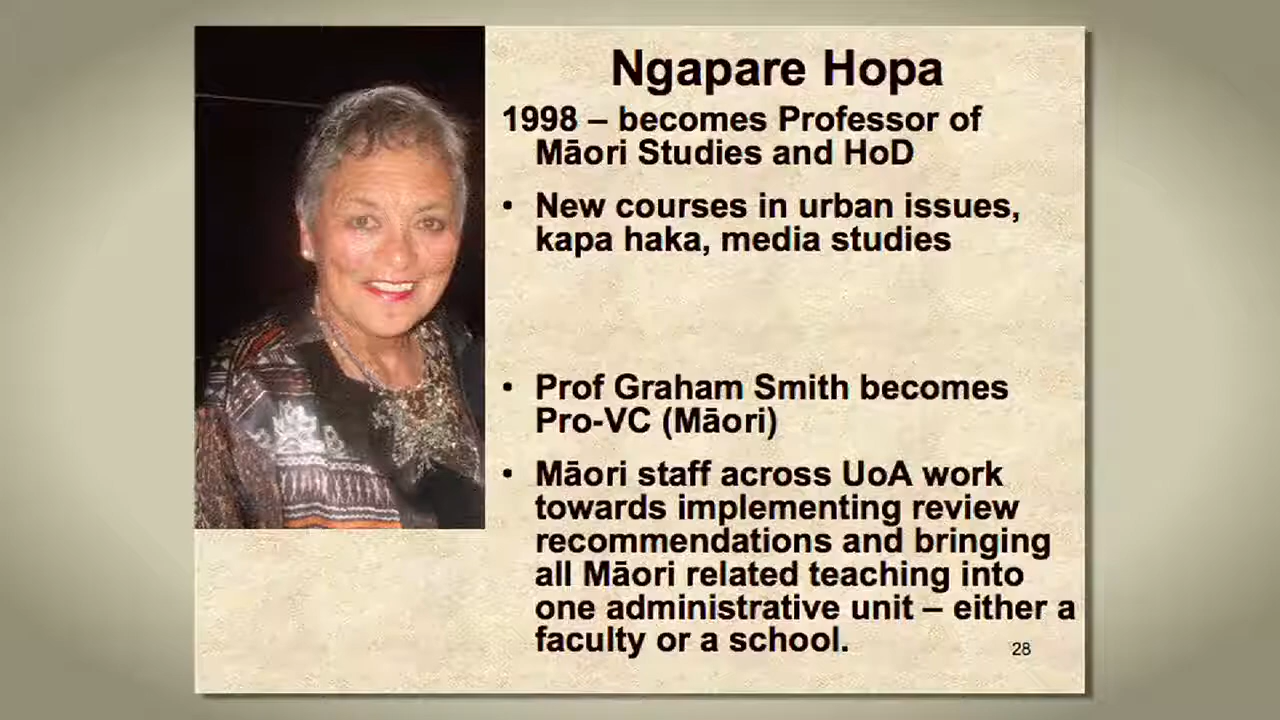 Ngapare Hopa
1998 – becomes Professor of
Māori Studies and HoD
• New courses in urban issues,
kapa haka, media studies
• Prof Graham Smith becomes
Pro-VC (Māori)
• Māori staff across UoA work
towards implementing review
recommendations and bringing
all Māori related teaching into
one administrative unit – either a
faculty or a school.
28